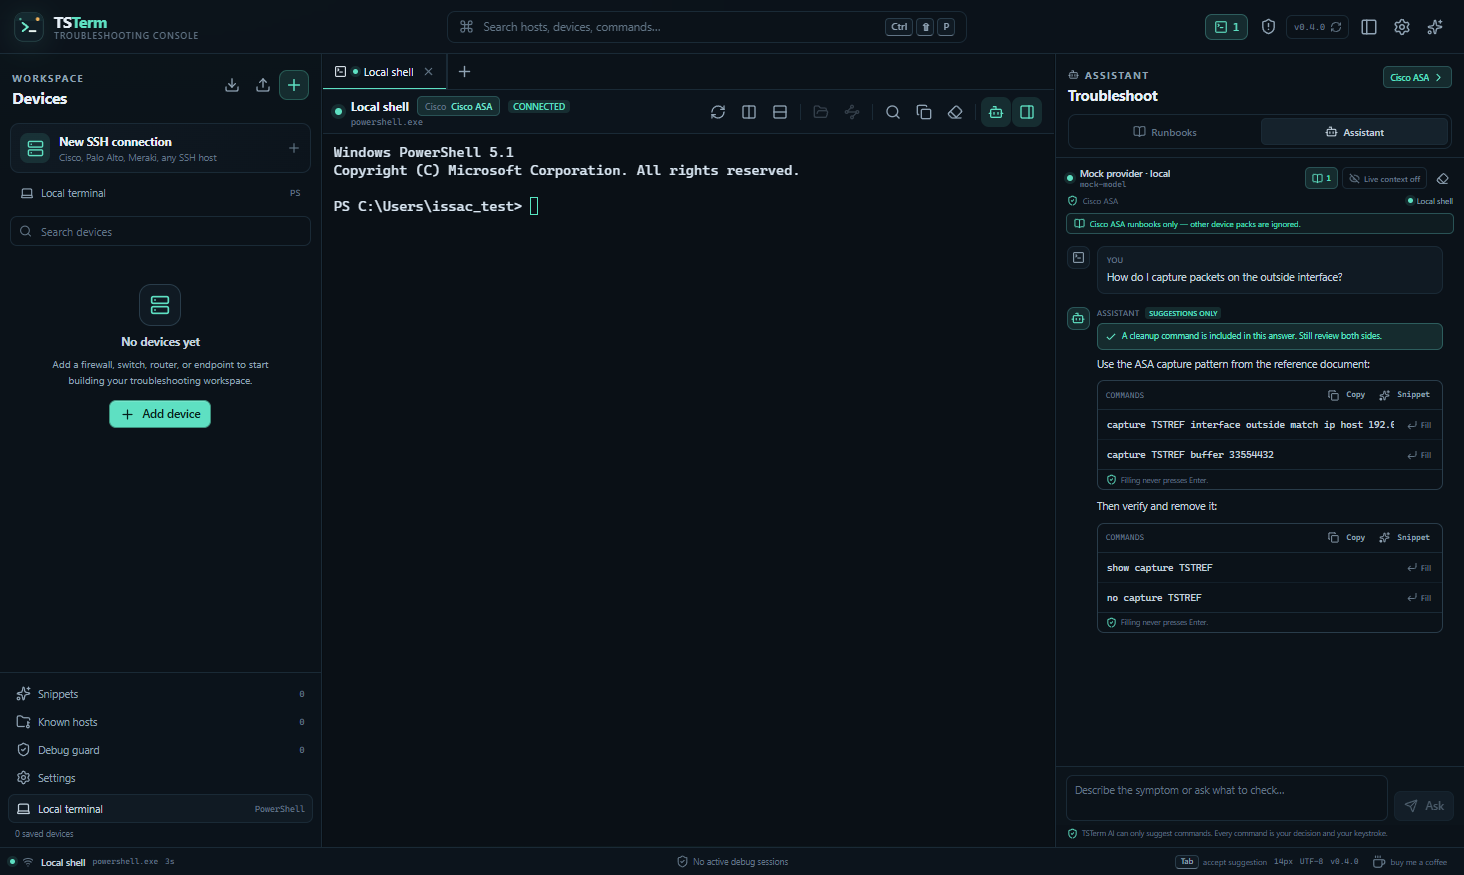 TSTerm
TROUBLESHOOTING CONSOLE
Search hosts, devices, commands...
Ctrl
P
1
v0.4.0
WORKSPACE
Devices
New SSH connection
Cisco, Palo Alto, Meraki, any SSH host
Local terminal PS
Search devices
No devices yet
Add a firewall, switch, router, or endpoint to start
building your troubleshooting workspace.
Add device
Snippets 0
Known hosts 0
Debug guard 0
Settings
Local terminal PowerShell
0 saved devices
Local shell
Local shell Cisco Cisco ASA CONNECTED
powershell.exe
Windows PowerShell 5.1
Copyright (C) Microsoft Corporation. All rights reserved.
PS C:\Users\issac_test>
ASSISTANT
Troubleshoot
Cisco ASA
Runbooks
Assistant
Mock provider · local
mock-model
1
Live context off
Cisco ASA
Local shell
Cisco ASA runbooks only — other device packs are ignored.
YOU
How do I capture packets on the outside interface?
ASSISTANT SUGGESTIONS ONLY
A cleanup command is included in this answer. Still review both sides.
Use the ASA capture pattern from the reference document:
COMMANDS Copy Snippet
capture TSTREF interface outside match ip host 192.0 Fill
capture TSTREF buffer 33554432 Fill
Filling never presses Enter.
Then verify and remove it:
COMMANDS Copy Snippet
show capture TSTREF Fill
no capture TSTREF Fill
Filling never presses Enter.
Describe the symptom or ask what to check...
Ask
TSTerm AI can only suggest commands. Every command is your decision and your keystroke.
Local shell powershell.exe 3s
No active debug sessions
Tab accept suggestion 14px UTF-8 v0.4.0 buy me a coffee